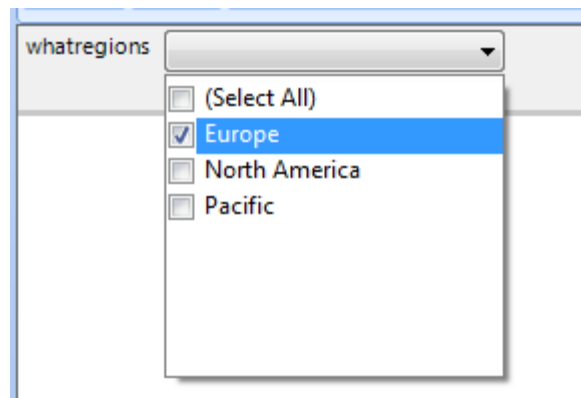 whatregions
(Select All)
Europe
North America
Pacific